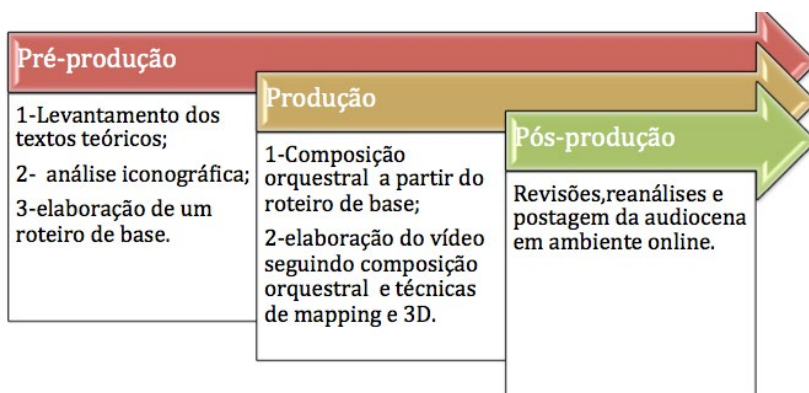 Pré-produção
1-Levantamento dos
textos teóricos;
2-  análise iconográfica;
3-elaboração de um
roteiro de base.
Produção
1-Composição
orquestral  a partir do
roteiro de base;
2-elaboração do vídeo
seguindo composição
orquestral  e técnicas
de mapping e 3D.
Pós-produção
Revisões,reanálises e
postagem da audiocena
em ambiente online.